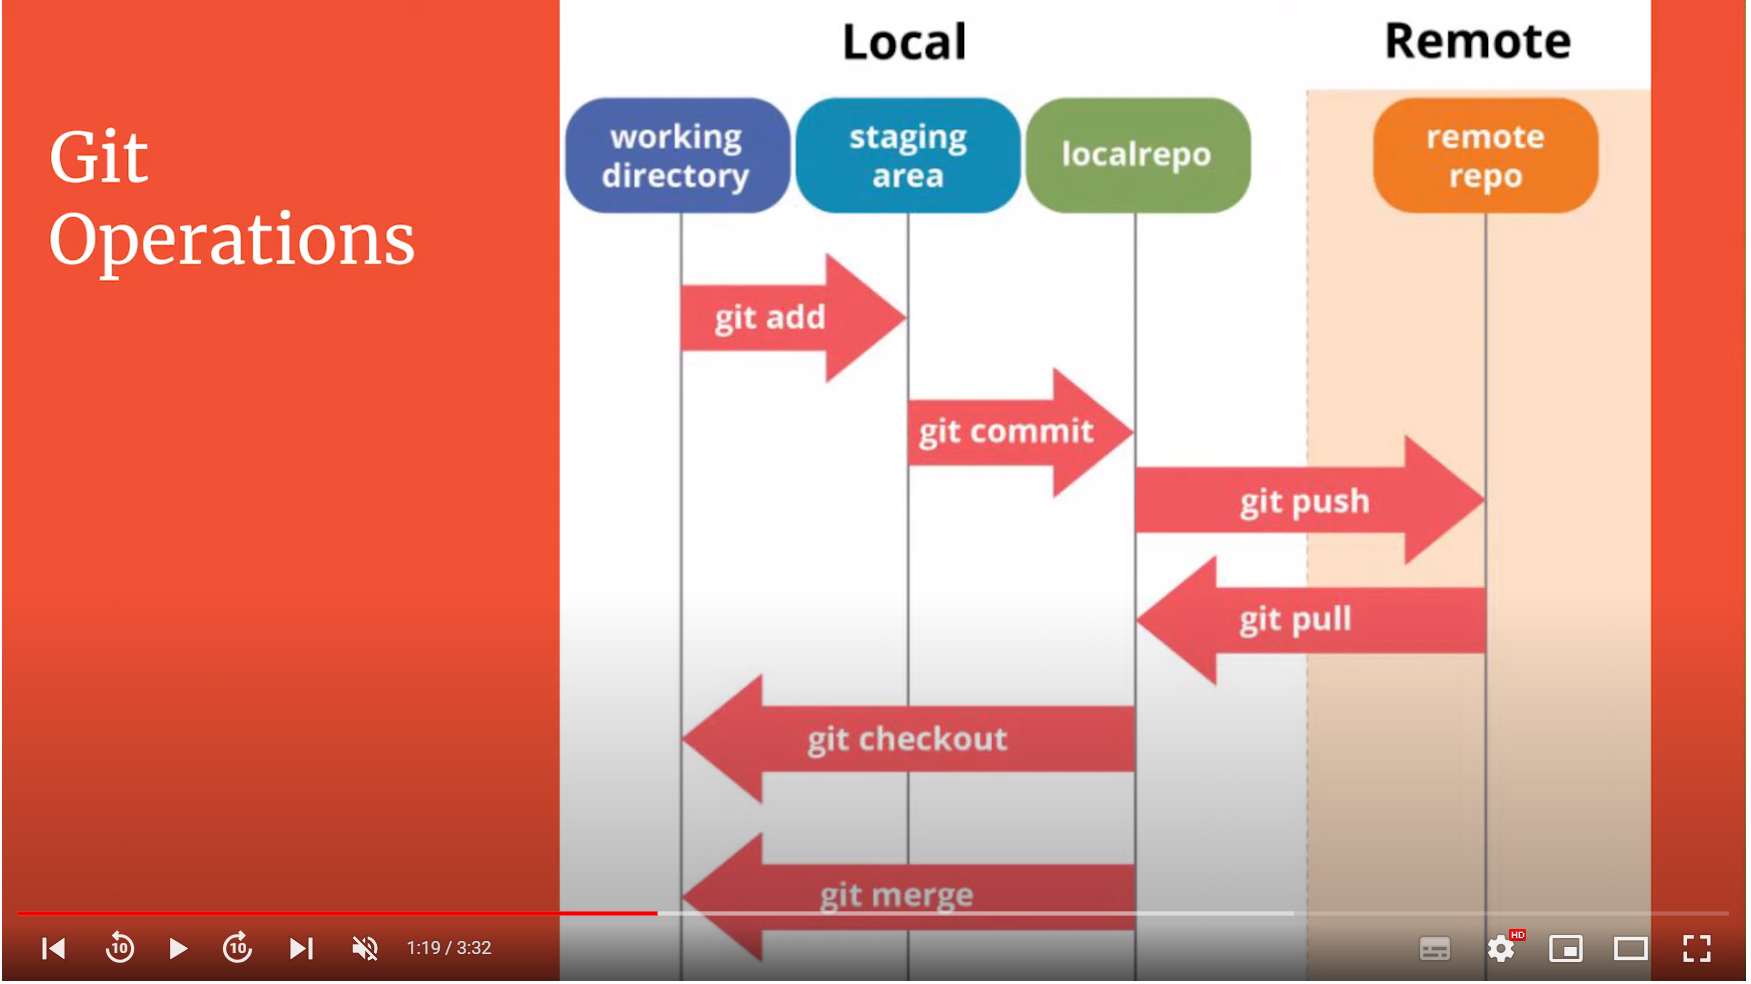 Git
Operations
Local
Remote
working
directory
staging
area
localrepo
remote
repo
git add
git commit
git push
git pull
git checkout
git merge
10
10
1:19 / 3:32
HD